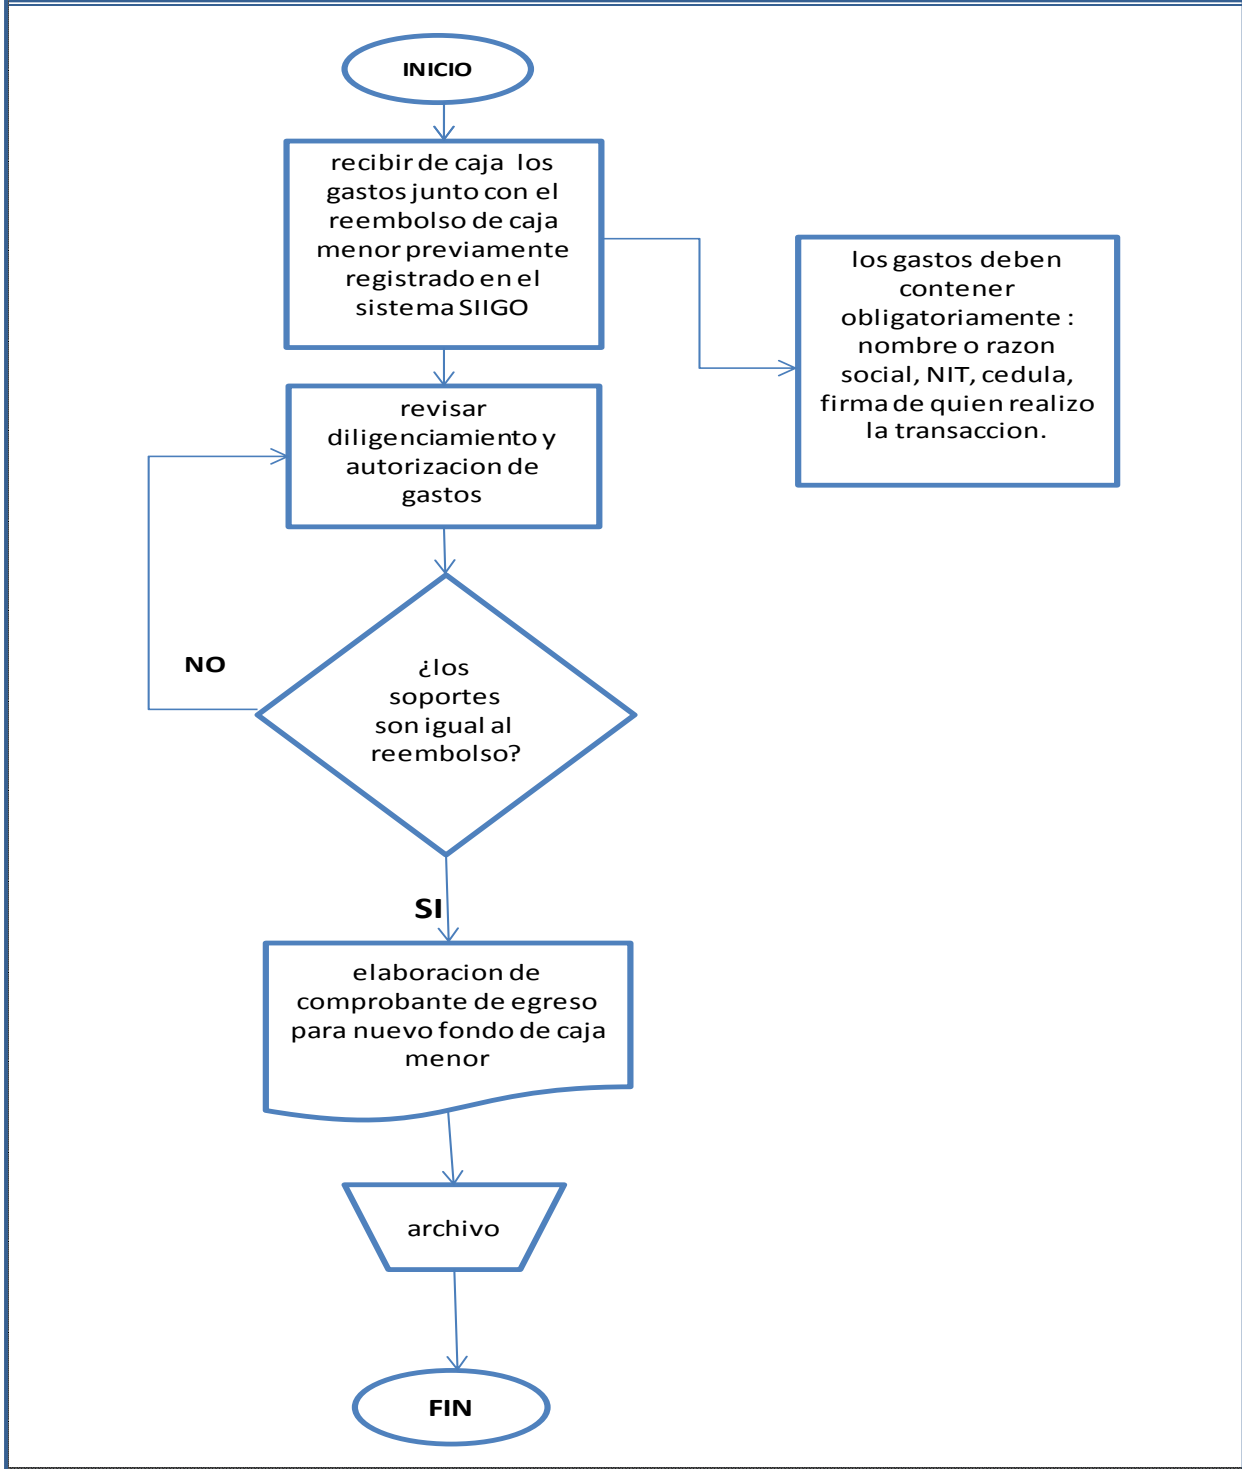 INICIO
recibir de caja los
gastos junto con el
reembolso de caja
menor previamente
registrado en el
sistema SIIGO
los gastos deben
contener
obligatoriamente :
nombre o razon
social, NIT, cedula,
firma de quien realizo
la transaccion.
revisar
diligenciamiento y
autorizacion de
gastos
NO
¿los
soportes
son igual al
reembolso?
SI
elaboracion de
comprobante de egreso
para nuevo fondo de caja
menor
archivo
FIN